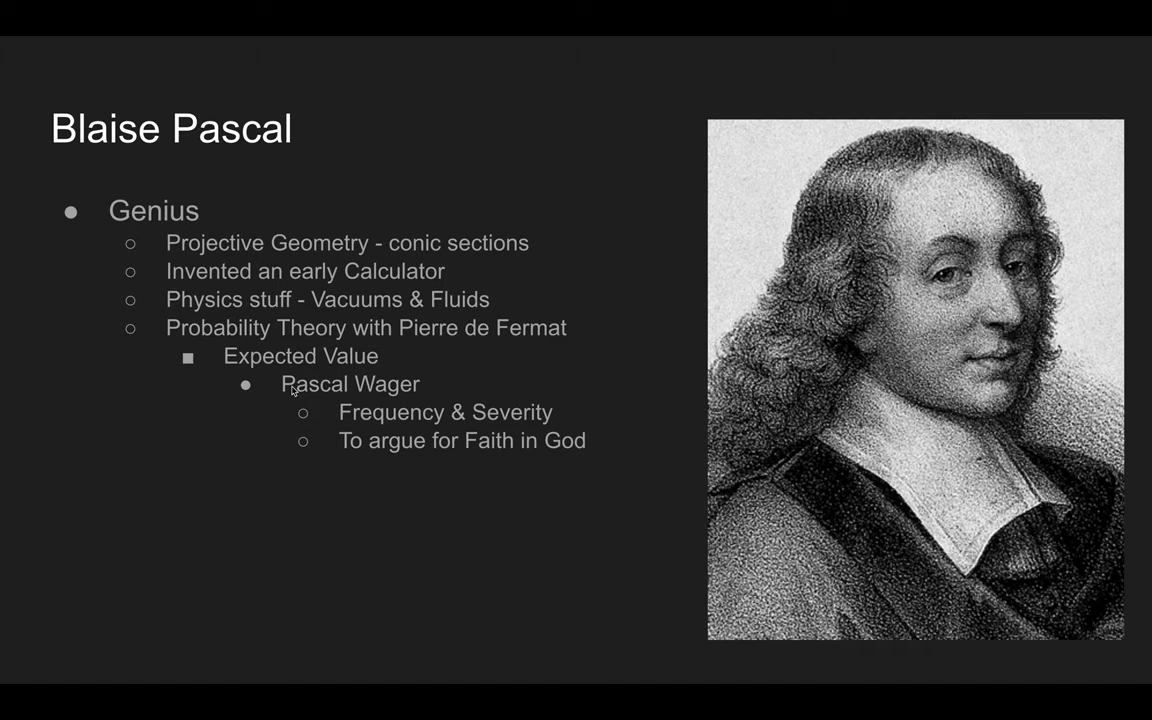 Blaise Pascal
● Genius
○ Projective Geometry - conic sections
○ Invented an early Calculator
○ Physics stuff - Vacuums & Fluids
○ Probability Theory with Pierre de Fermat
■ Expected Value
● Pascal Wager
○ Frequency & Severity
○ To argue for Faith in God